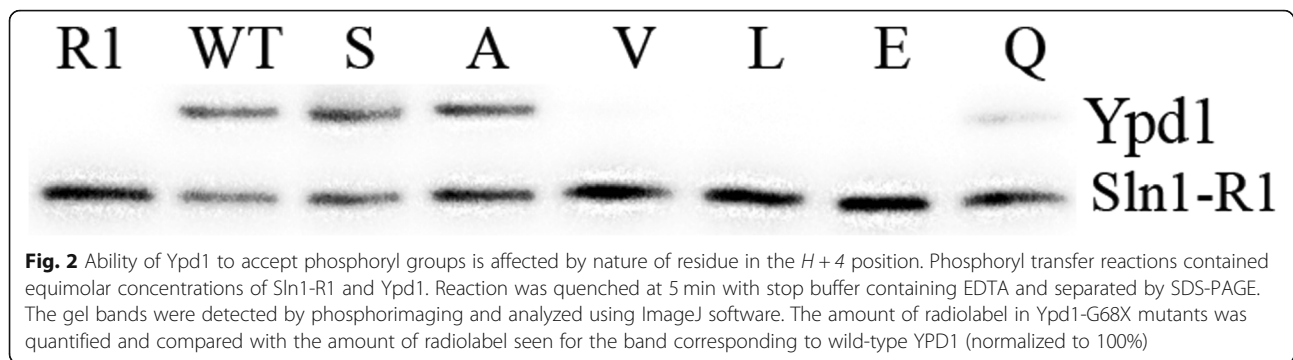 R1 WT S A V L E Q
Ypd1
Sln1-R1
Fig. 2 Ability of Ypd1 to accept phosphoryl groups is affected by nature of residue in the H + 4 position. Phosphoryl transfer reactions contained
equimolar concentrations of Sln1-R1 and Ypd1. Reaction was quenched at 5 min with stop buffer containing EDTA and separated by SDS-PAGE.
The gel bands were detected by phosphorimaging and analyzed using ImageJ software. The amount of radiolabel in Ypd1-G68X mutants was
quantified and compared with the amount of radiolabel seen for the band corresponding to wild-type YPD1 (normalized to 100%)